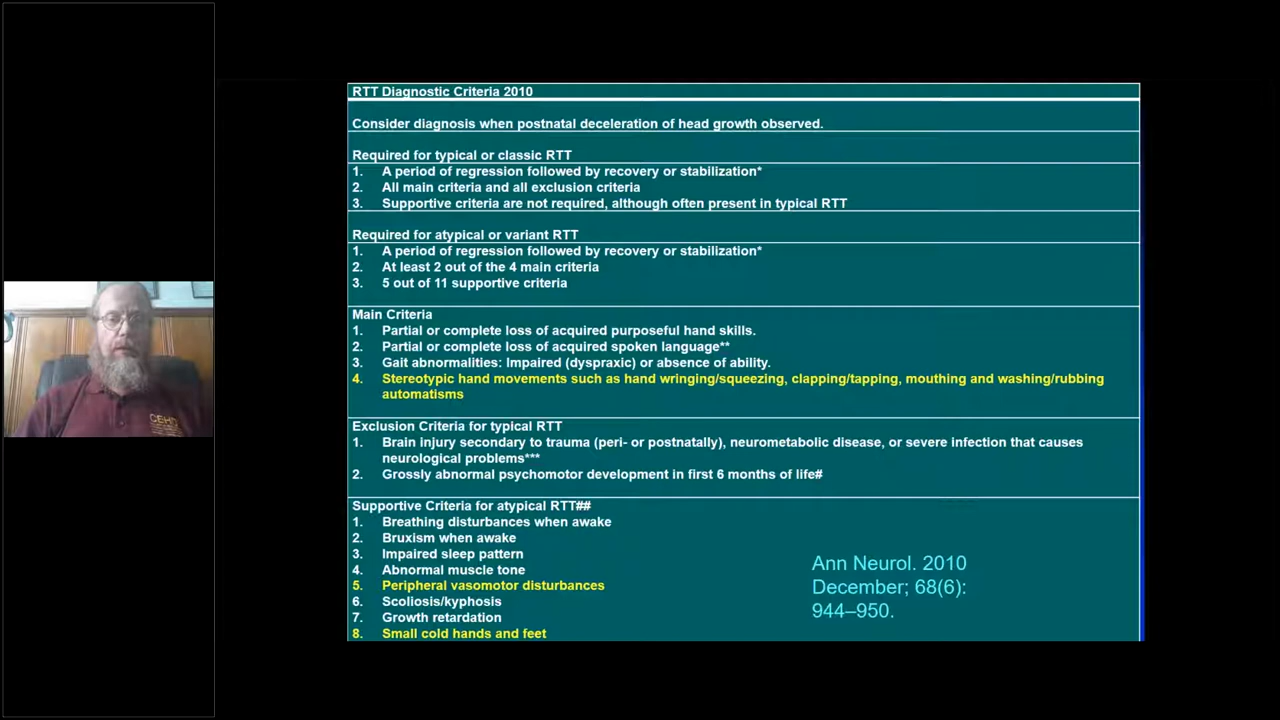 RTT Diagnostic Criteria 2010
Consider diagnosis when postnatal deceleration of head growth observed.
Required for typical or classic RTT
1. A period of regression followed by recovery or stabilization*
2. All main criteria and all exclusion criteria
3. Supportive criteria are not required, although often present in typical RTT
Required for atypical or variant RTT
1. A period of regression followed by recovery or stabilization*
2. At least 2 out of the 4 main criteria
3. 5 out of 11 supportive criteria
Main Criteria
1. Partial or complete loss of acquired purposeful hand skills.
2. Partial or complete loss of acquired spoken language**
3. Gait abnormalities: Impaired (dyspraxic) or absence of ability.
4. Stereotypic hand movements such as hand wringing/squeezing, clapping/tapping, mouthing and washing/rubbing
automatisms
Exclusion Criteria for typical RTT
1. Brain injury secondary to trauma (peri- or postnatally), neurometabolic disease, or severe infection that causes
neurological problems***
2. Grossly abnormal psychomotor development in first 6 months of life#
Supportive Criteria for atypical RTT##
1. Breathing disturbances when awake
2. Bruxism when awake
3. Impaired sleep pattern
4. Abnormal muscle tone
5. Peripheral vasomotor disturbances
6. Scoliosis/kyphosis
7. Growth retardation
8. Small cold hands and feet
Ann Neurol. 2010
December; 68(6):
944–950.